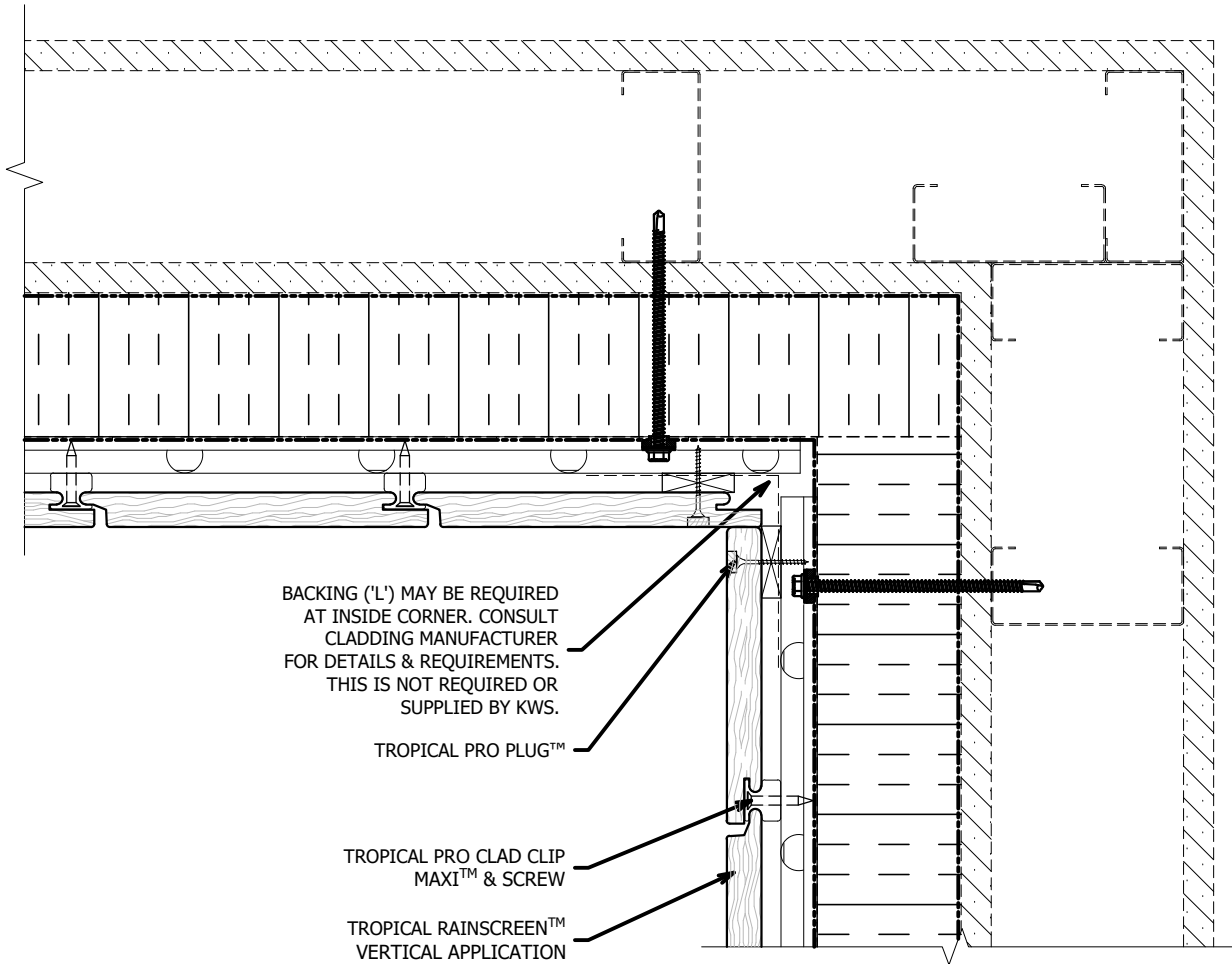 BACKING ('L') MAY BE REQUIRED
AT INSIDE CORNER. CONSULT
CLADDING MANUFACTURER
FOR DETAILS & REQUIREMENTS.
THIS IS NOT REQUIRED OR
SUPPLIED BY KWS.
TROPICAL PRO PLUG™
TROPICAL PRO CLAD CLIP
MAXI™ & SCREW
TROPICAL RAINSCREEN™
VERTICAL APPLICATION